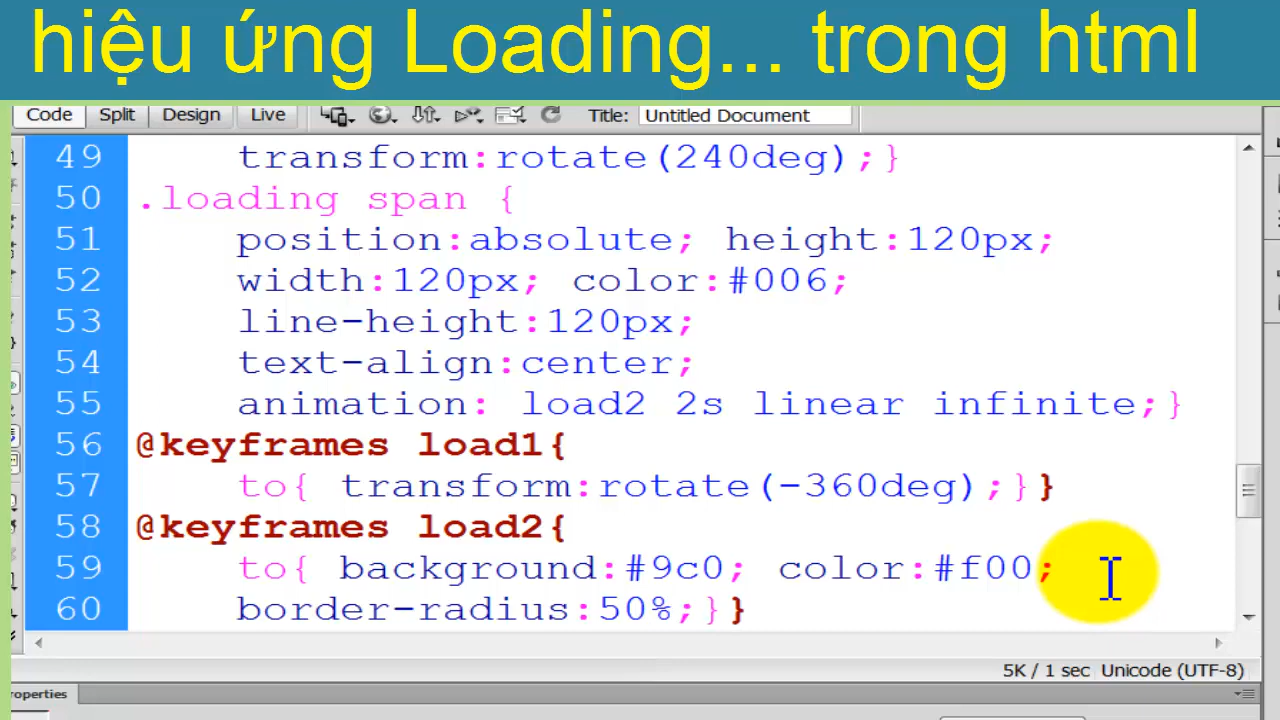 hiệu ứng Loading... trong html
Code Split Design Live Title: Untitled Document
49 transform:rotate(240deg);}
50 .loading span {
51 position:absolute; height:120px;
52 width:120px; color:#006;
53 line-height:120px;
54 text-align:center;
55 animation: load2 2s linear infinite;}
56 @keyframes load1{
57 to{ transform:rotate(-360deg);}}
58 @keyframes load2{
59 to{ background:#9c0; color:#f00;
60 border-radius:50%;}}
5K / 1 sec Unicode (UTF-8)
operties